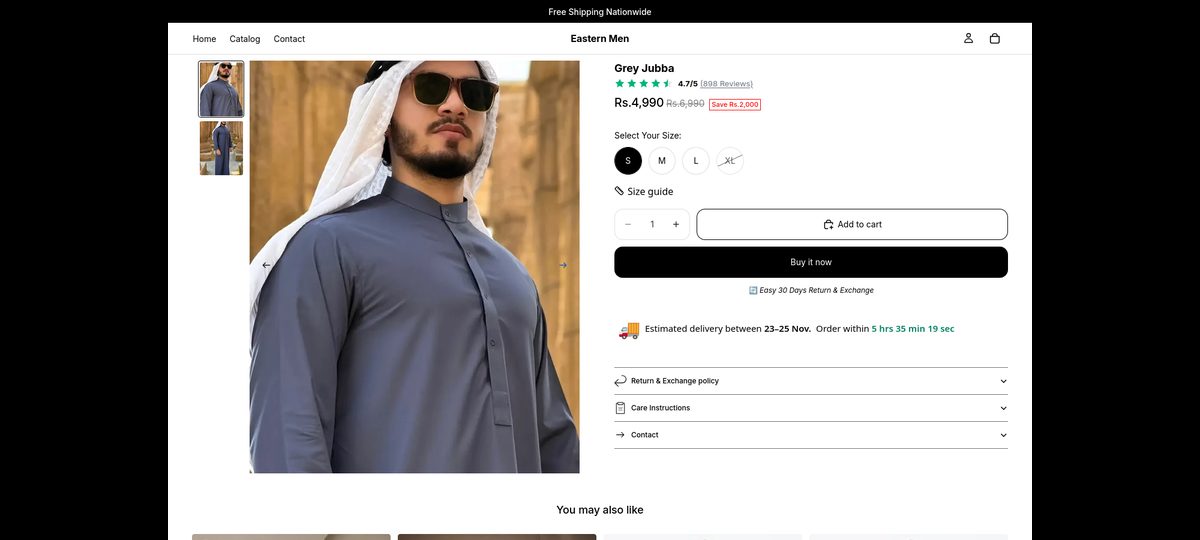 Free Shipping Nationwide
Home Catalog Contact
Eastern Men
Grey Jubba
4.7/5 (898 Reviews)
Rs.4,990 Rs.6,990 Save Rs.2,000
Select Your Size:
S M L XL
Size guide
− 1 +
Add to cart
Buy it now
Easy 30 Days Return & Exchange
Estimated delivery between 23–25 Nov. Order within 5 hrs 35 min 19 sec
Return & Exchange policy
Care Instructions
Contact
You may also like